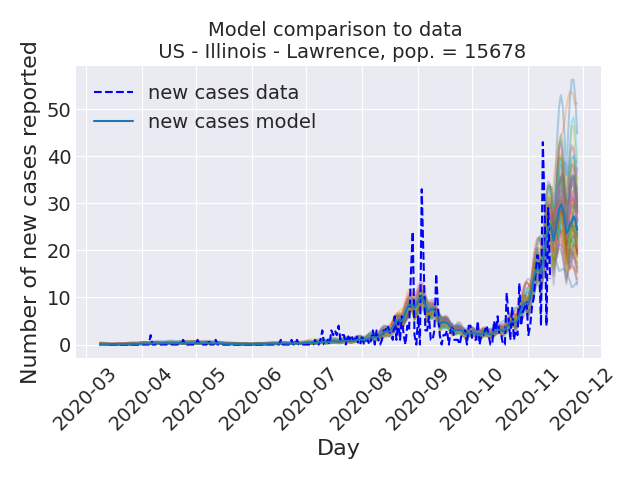 Model comparison to data
US - Illinois - Lawrence, pop. = 15678
Number of new cases reported
50
40
30
20
10
0
new cases data
new cases model
2020-03
2020-04
2020-05
2020-06
2020-07
2020-08
2020-09
2020-10
2020-11
2020-12
Day